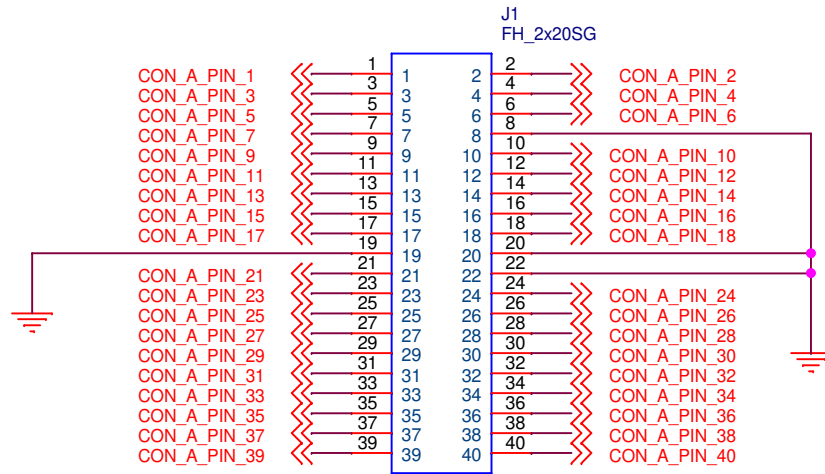 J1
FH_2x20SG
CON_A_PIN_1 1 1 2 2 CON_A_PIN_2
CON_A_PIN_3 3 3 4 4 CON_A_PIN_4
CON_A_PIN_5 5 5 6 6 CON_A_PIN_6
CON_A_PIN_7 7 7 8 8
CON_A_PIN_9 9 9 10 10 CON_A_PIN_10
CON_A_PIN_11 11 11 12 12 CON_A_PIN_12
CON_A_PIN_13 13 13 14 14 CON_A_PIN_14
CON_A_PIN_15 15 15 16 16 CON_A_PIN_16
CON_A_PIN_17 17 17 18 18 CON_A_PIN_18
19 19 20 20
CON_A_PIN_21 21 21 22 22
CON_A_PIN_23 23 23 24 24 CON_A_PIN_24
CON_A_PIN_25 25 25 26 26 CON_A_PIN_26
CON_A_PIN_27 27 27 28 28 CON_A_PIN_28
CON_A_PIN_29 29 29 30 30 CON_A_PIN_30
CON_A_PIN_31 31 31 32 32 CON_A_PIN_32
CON_A_PIN_33 33 33 34 34 CON_A_PIN_34
CON_A_PIN_35 35 35 36 36 CON_A_PIN_36
CON_A_PIN_37 37 37 38 38 CON_A_PIN_38
CON_A_PIN_39 39 39 40 40 CON_A_PIN_40